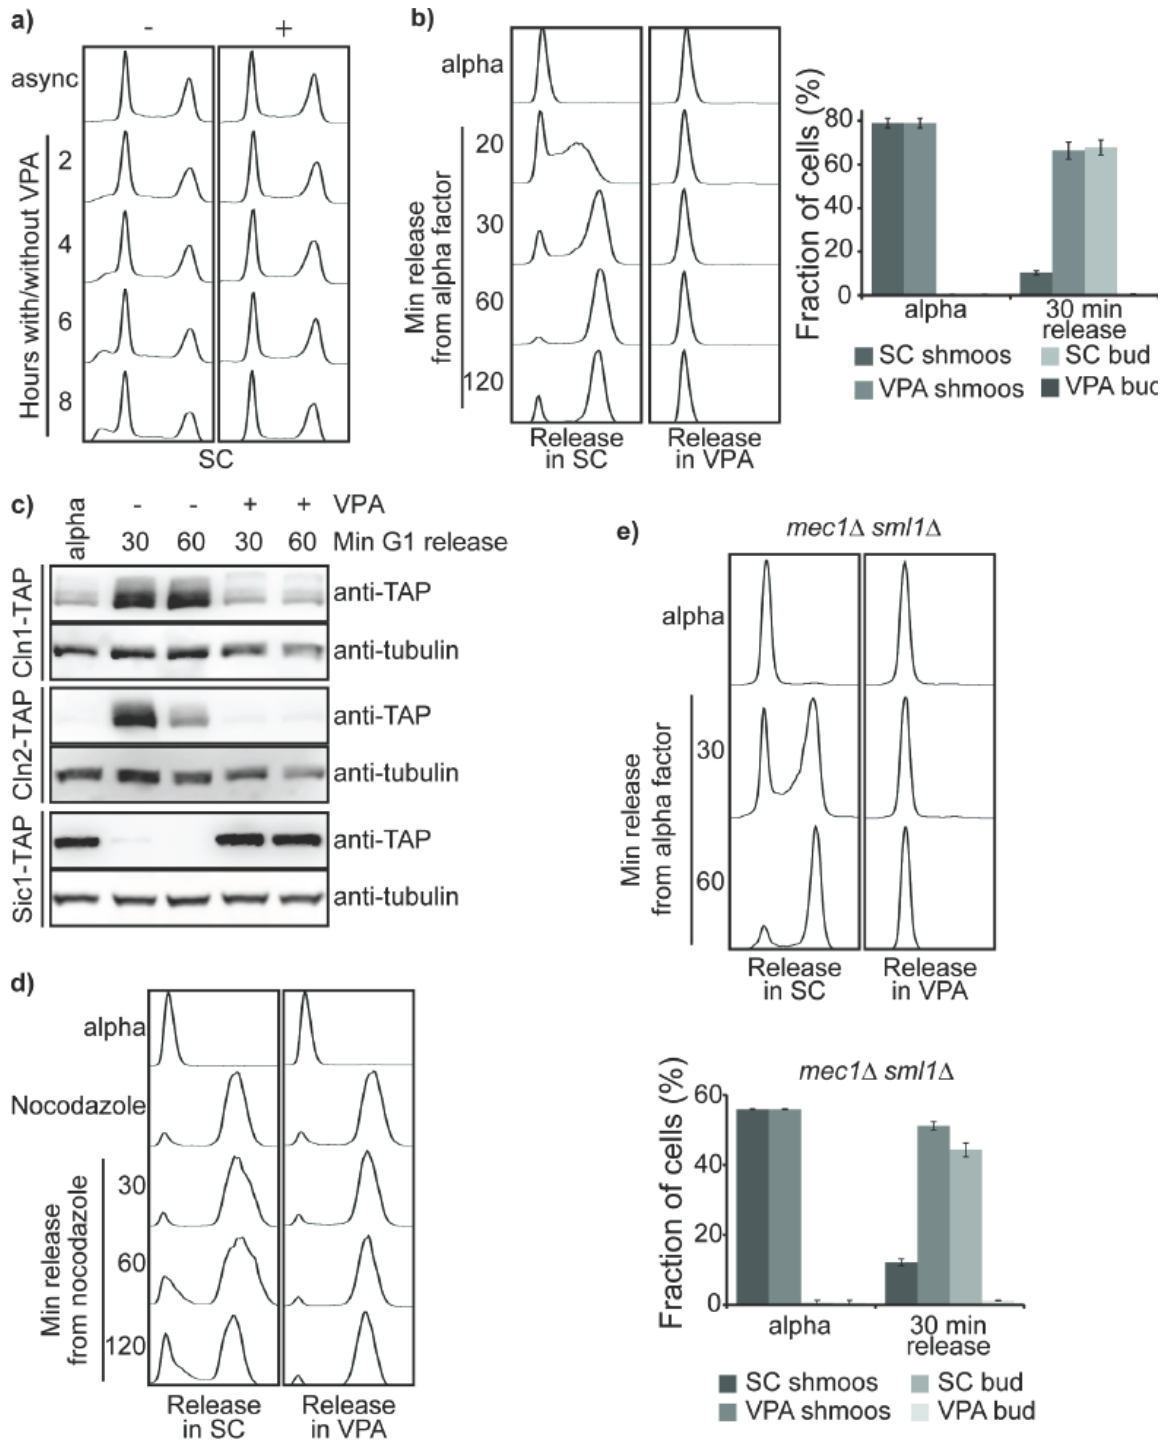 a)
- +
async
2
4
6
8
Hours with/without VPA
SC
b)
alpha
20
30
60
120
Min release
from alpha factor
Release
in SC
Release
in VPA
Fraction of cells (%)
80
60
40
20
0
alpha
30 min
release
SC shmoos
SC bud
VPA shmoos
VPA bud
c)
alpha
- - + + VPA
30 60 30 60 Min G1 release
Cln1-TAP
anti-TAP
anti-tubulin
Cln2-TAP
anti-TAP
anti-tubulin
Sic1-TAP
anti-TAP
anti-tubulin
d)
alpha
Nocodazole
30
60
120
Min release
from nocodazole
Release
in SC
Release
in VPA
e)
mec1Δ sml1Δ
alpha
30
60
Min release
from alpha factor
Release
in SC
Release
in VPA
mec1Δ sml1Δ
Fraction of cells (%)
60
40
20
0
alpha
30 min
release
SC shmoos
SC bud
VPA shmoos
VPA bud